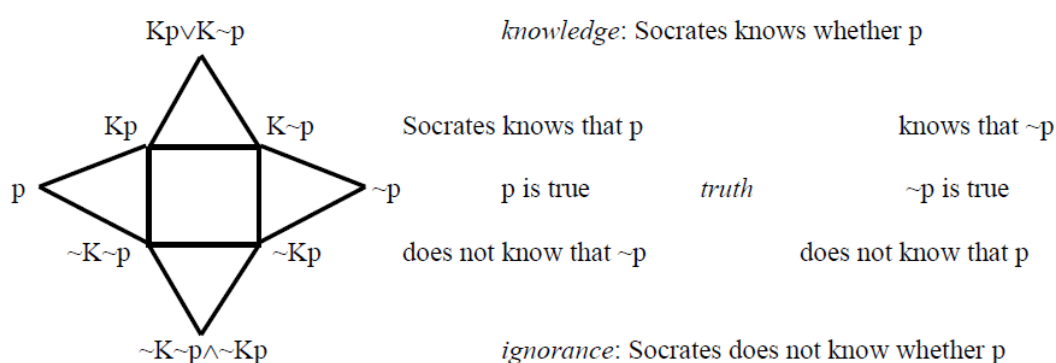 Kp∨K~p knowledge: Socrates knows whether p
Kp K~p Socrates knows that p knows that ~p
p ~p p is true truth ~p is true
~K~p ~Kp does not know that ~p does not know that p
~K~p∧~Kp ignorance: Socrates does not know whether p